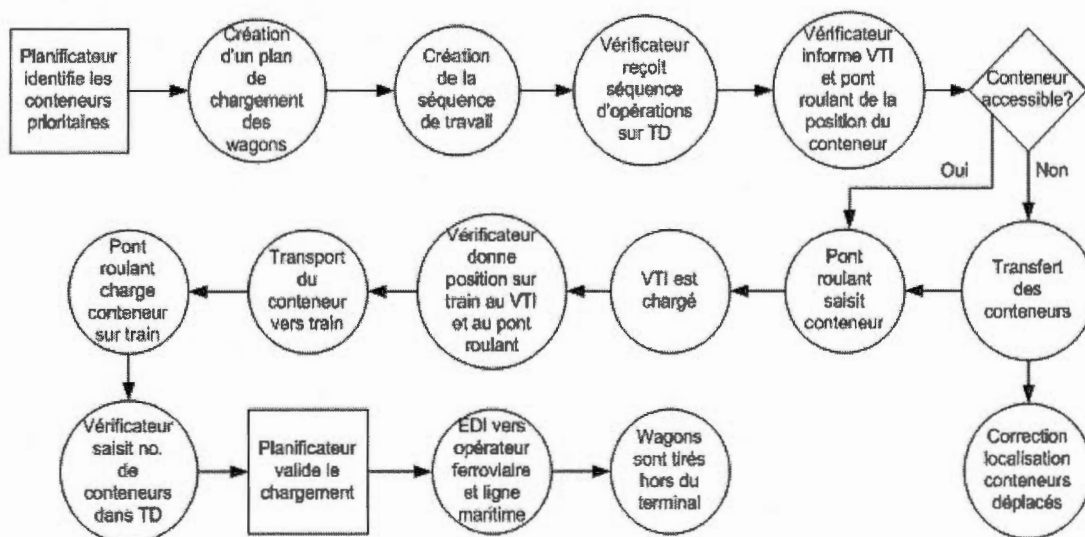 Planificateur
identifie les
conteneurs
prioritaires
Création
d'un plan de
chargement
des
wagons
Création
de la
séquence
de travail
Vérificateur
reçoit
séquence
d'opérations
sur TD
Vérificateur
informe VTI
et pont
roulant de la
position du
conteneur
Conteneur
accessible?
Oui
Non
Transfert
des
conteneurs
Pont
roulant
saisit
conteneur
VTI est
chargé
Vérificateur
donne
position sur
train au VTI
et au pont
roulant
Transport
du
conteneur
vers train
Pont
roulant
charge
conteneur
sur train
Vérificateur
saisit no.
de
conteneurs
dans TD
Planificateur
valide le
chargement
EDI vers
opérateur
ferroviaire
et ligne
maritime
Wagons
sont tirés
hors du
terminal
Correction
localisation
conteneurs
déplacés